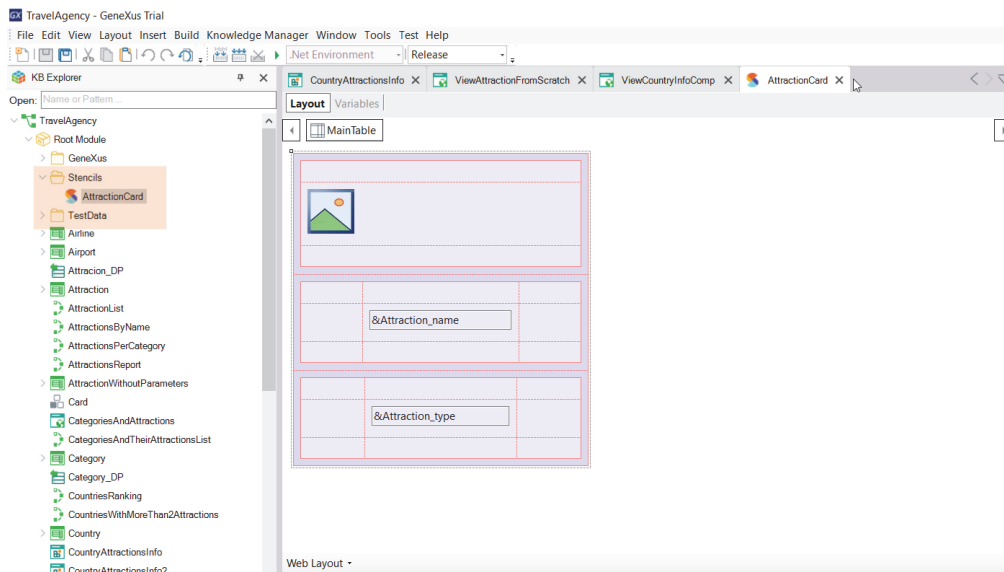 TravelAgency - GeneXus Trial
File Edit View Layout Insert Build Knowledge Manager Window Tools Test Help
.Net Environment Release
KB Explorer
CountryAttractionsInfo ViewAttractionFromScratch ViewCountryInfoComp AttractionCard
Open: Name or Pattern...
Layout Variables
TravelAgency
MainTable
Root Module
GeneXus
Stencils
AttractionCard
TestData
Airline
Airport
Attracion_DP
Attraction
AttractionList
&Attraction_name
AttractionsByName
AttractionsPerCategory
AttractionsReport
AttractionWithoutParameters
Card
&Attraction_type
CategoriesAndAttractions
CategoriesAndTheirAttractionsList
Category
Category_DP
CountriesRanking
CountriesWithMoreThan2Attractions
Country
CountryAttractionsInfo
Web Layout
CountryAttractionsInfo2